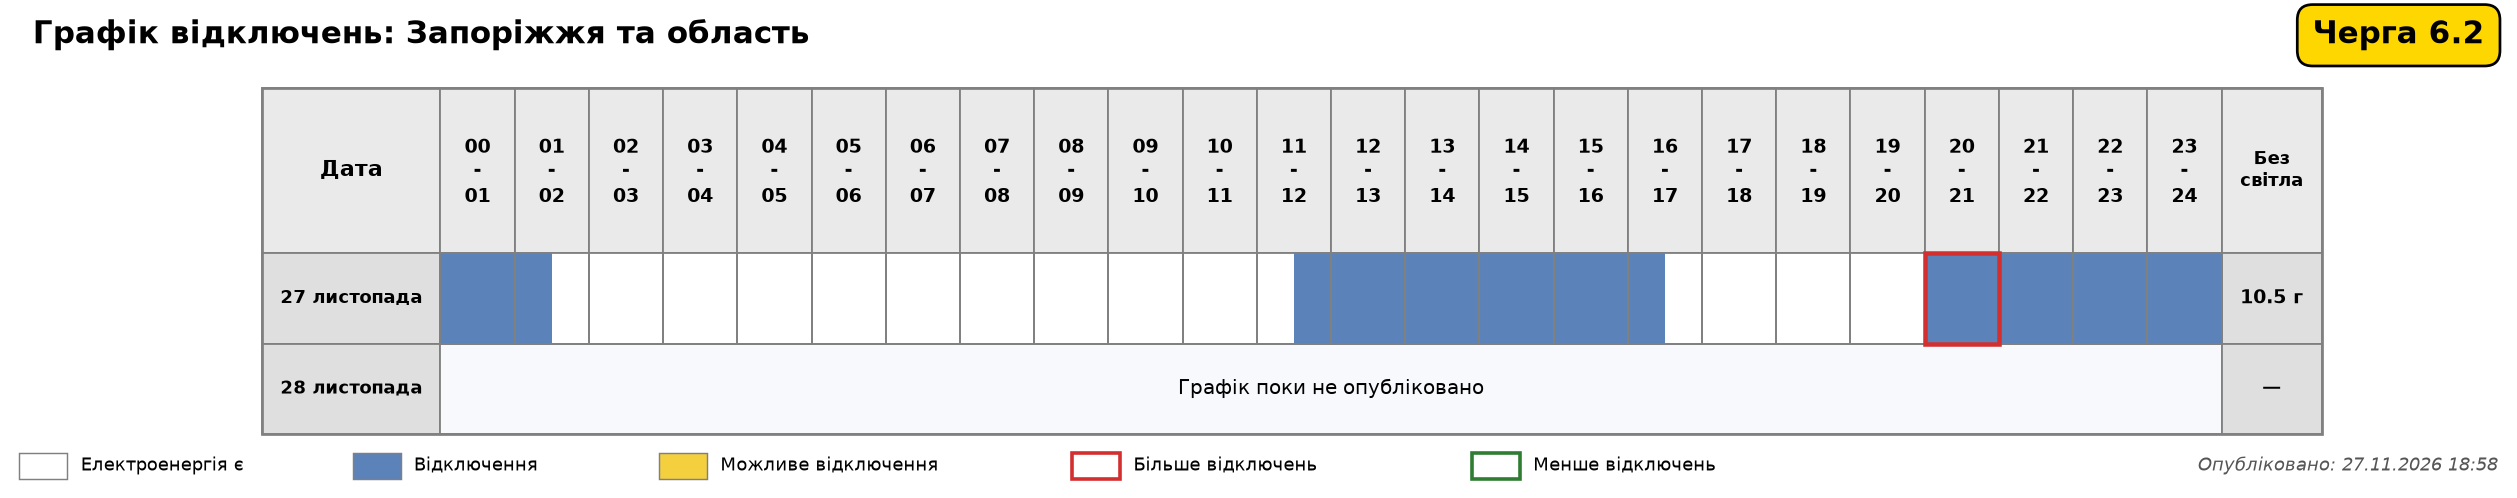 Графік відключень: Запоріжжя та область
Черга 6.2
Дата
00 - 01
01 - 02
02 - 03
03 - 04
04 - 05
05 - 06
06 - 07
07 - 08
08 - 09
09 - 10
10 - 11
11 - 12
12 - 13
13 - 14
14 - 15
15 - 16
16 - 17
17 - 18
18 - 19
19 - 20
20 - 21
21 - 22
22 - 23
23 - 24
Без
світла
27 листопада
10.5 г
28 листопада
Графік поки не опубліковано
—
Електроенергія є
Відключення
Можливе відключення
Більше відключень
Менше відключень
Опубліковано: 27.11.2026 18:58